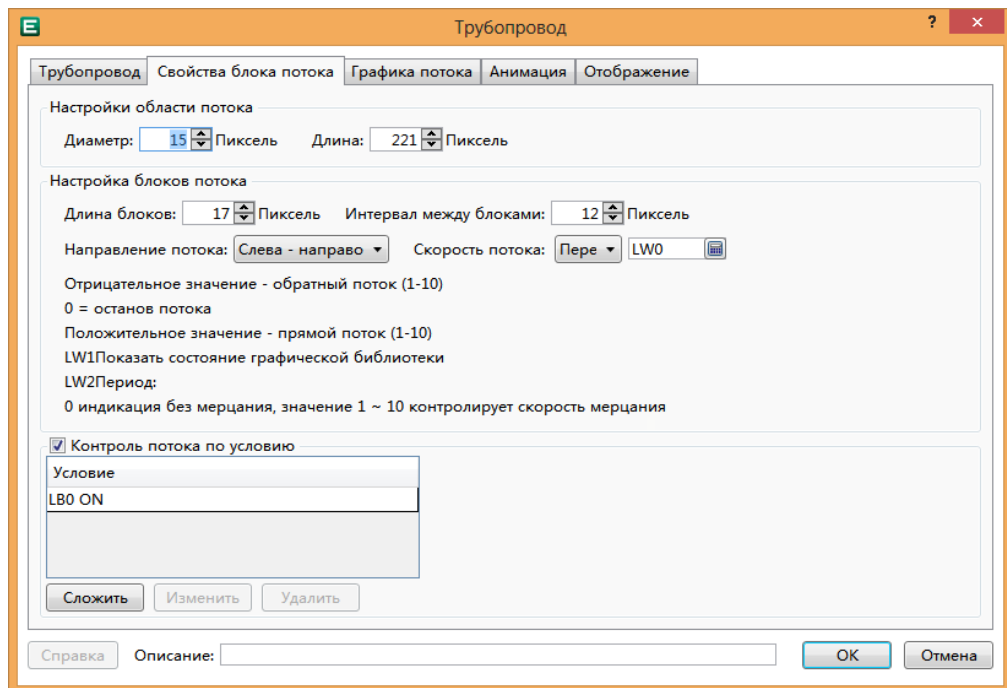 E
Трубопровод
?
Трубопровод Свойства блока потока Графика потока Анимация Отображение
Настройки области потока
Диаметр: 15 Пиксель Длина: 221 Пиксель
Настройка блоков потока
Длина блоков: 17 Пиксель Интервал между блоками: 12 Пиксель
Направление потока: Слева - направо Скорость потока: Пере LW0
Отрицательное значение - обратный поток (1-10)
0 = останов потока
Положительное значение - прямой поток (1-10)
LW1Показать состояние графической библиотеки
LW2Период:
0 индикация без мерцания, значение 1 ~ 10 контролирует скорость мерцания
Контроль потока по условию
Условие
LB0 ON
Сложить Изменить Удалить
Справка Описание: OK Отмена